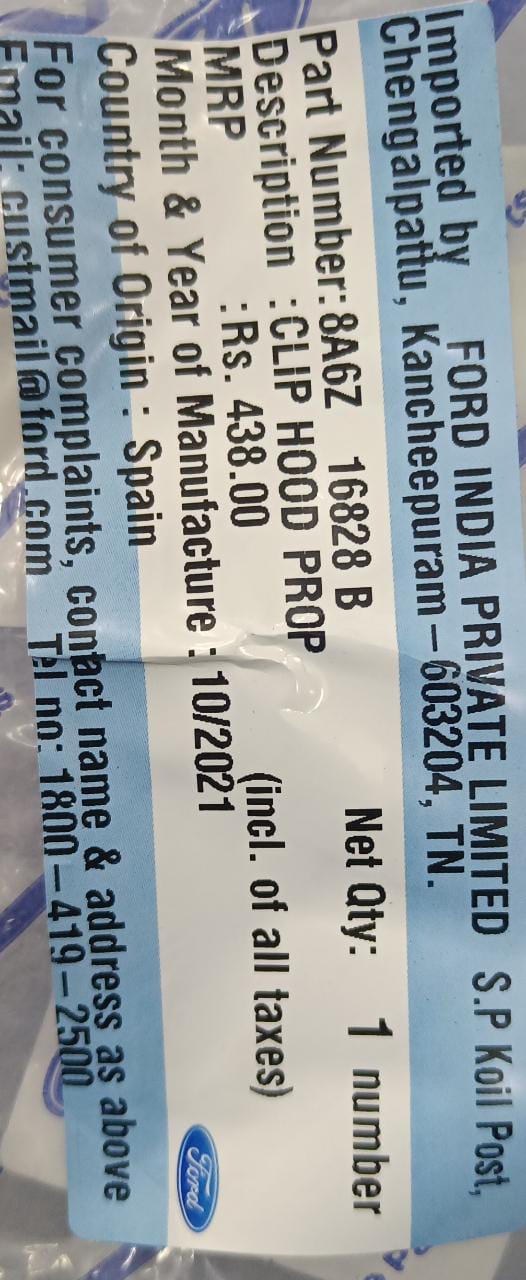 Imported by FORD INDIA PRIVATE LIMITED S.P Koil Post,
Chengalpattu, Kancheepuram – 603204, TN.
Part Number: 8A6Z 16828 B Net Qty: 1 number
Description : CLIP HOOD PROP
MRP : Rs. 438.00 (incl. of all taxes)
Month & Year of Manufacture : 10/2021
Country of Origin : Spain
Ford
For consumer complaints, contact name & address as above
Email: custmail@ford.com Tel no: 1800–419–2500